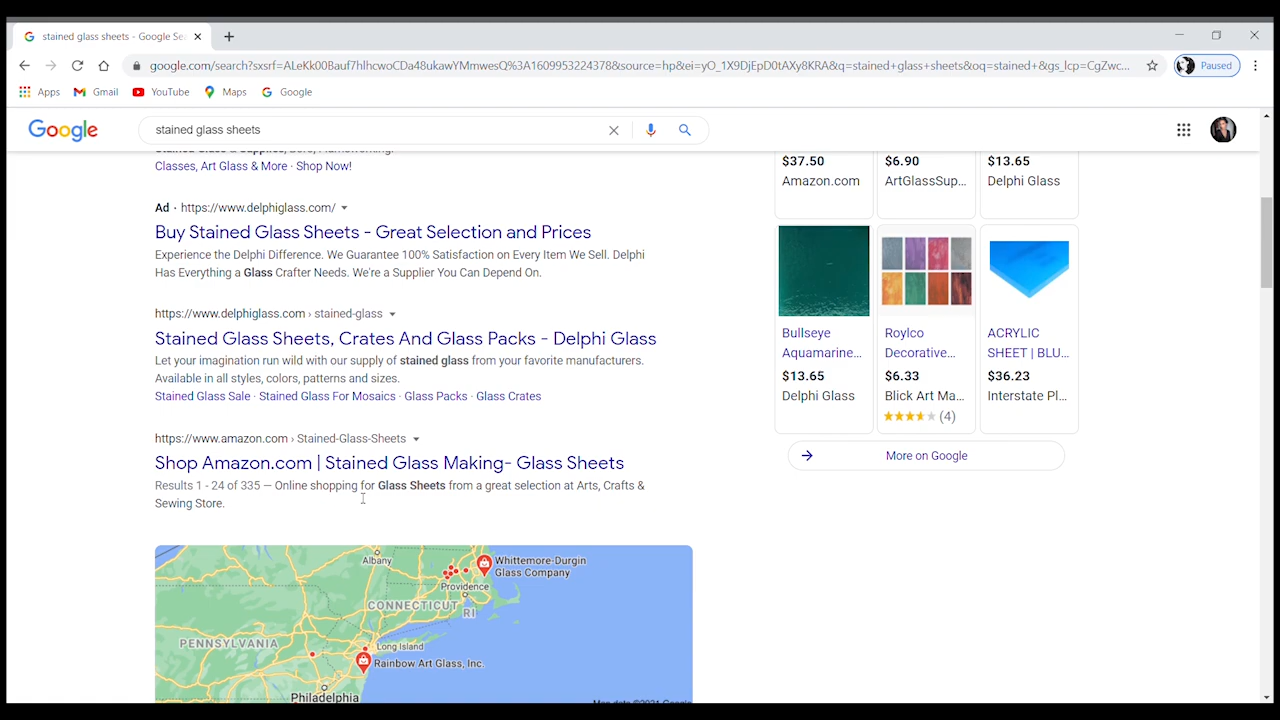 stained glass sheets - Google Se
google.com/search?sxsrf=ALeKk00Bauf7hlhcwoCDa48ukawYMmwesQ%3A1609953224378&source=hp&ei=yO_1X9DjEpD0tAXy8KRA&q=stained+glass+sheets&oq=stained+&gs_lcp=CgZwc...
Paused
Apps Gmail YouTube Maps Google
Google
stained glass sheets
Classes, Art Glass & More · Shop Now!
Ad · https://www.delphiglass.com/
Buy Stained Glass Sheets - Great Selection and Prices
Experience the Delphi Difference. We Guarantee 100% Satisfaction on Every Item We Sell. Delphi
Has Everything a Glass Crafter Needs. We're a Supplier You Can Depend On.
https://www.delphiglass.com › stained-glass
Stained Glass Sheets, Crates And Glass Packs - Delphi Glass
Let your imagination run wild with our supply of stained glass from your favorite manufacturers.
Available in all styles, colors, patterns and sizes.
Stained Glass Sale · Stained Glass For Mosaics · Glass Packs · Glass Crates
https://www.amazon.com › Stained-Glass-Sheets
Shop Amazon.com | Stained Glass Making- Glass Sheets
Results 1 - 24 of 335 — Online shopping for Glass Sheets from a great selection at Arts, Crafts &
Sewing Store.
Albany
Whittemore-Durgin
Glass Company
Providence
CONNECTICUT
RI
PENNSYLVANIA
Long Island
Rainbow Art Glass, Inc.
Philadelphia
$37.50
Amazon.com
$6.90
ArtGlassSup...
$13.65
Delphi Glass
Bullseye
Aquamarine...
$13.65
Delphi Glass
Roylco
Decorative...
$6.33
Blick Art Ma...
(4)
ACRYLIC
SHEET | BLU...
$36.23
Interstate Pl...
More on Google